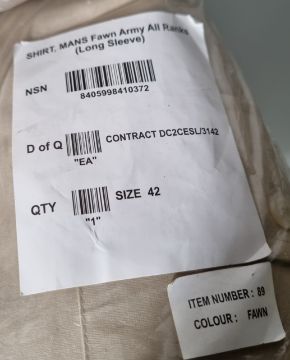 SHIRT, MANS Fawn Army All Ranks
(Long Sleeve)
NSN
8405998410372
D of Q
CONTRACT DC2CESL/3142
"EA"
QTY
SIZE 42
"1"
ITEM NUMBER : 89
COLOUR : FAWN